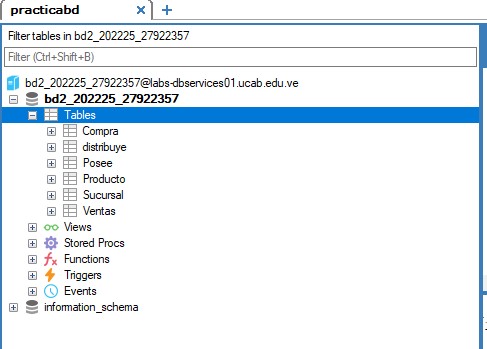 practicabd
Filter tables in bd2_202225_27922357
Filter (Ctrl+Shift+B)
bd2_202225_27922357@labs-dbservices01.ucab.edu.ve
bd2_202225_27922357
Tables
Compra
distribuye
Posee
Producto
Sucursal
Ventas
Views
Stored Procs
Functions
Triggers
Events
information_schema